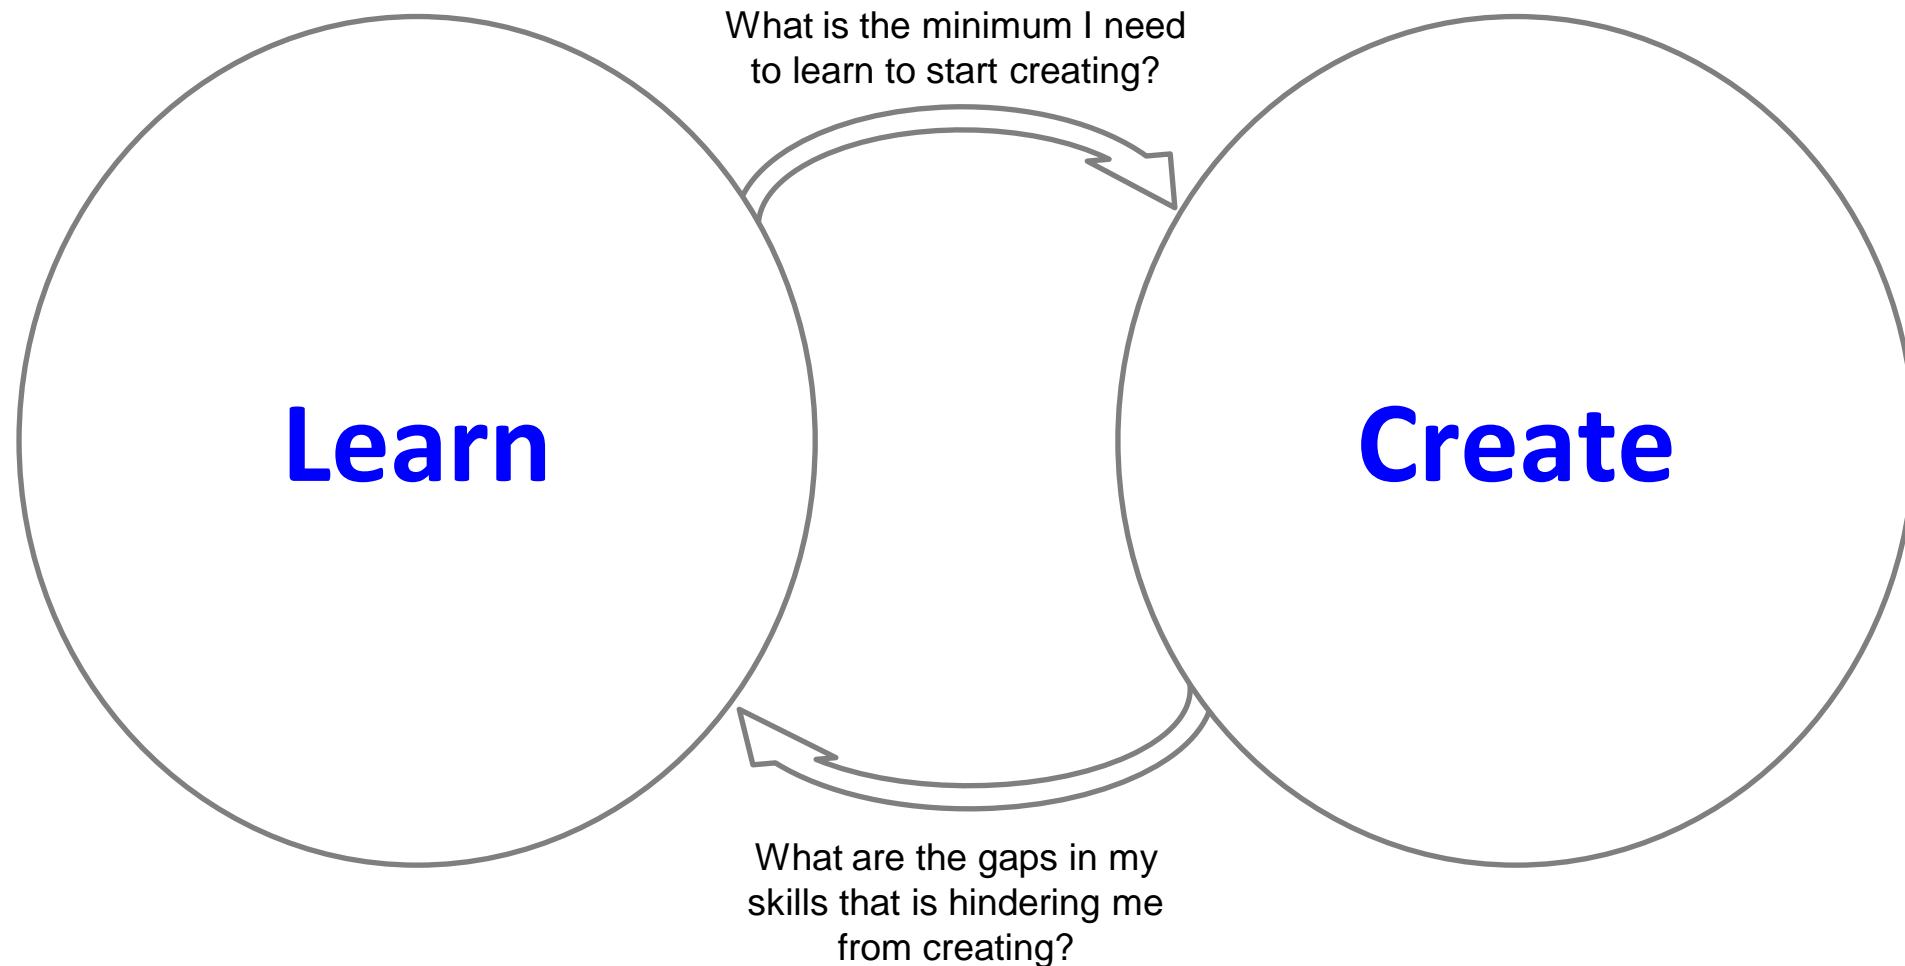 What is the minimum I need
to learn to start creating?
Learn
Create
What are the gaps in my
skills that is hindering me
from creating?